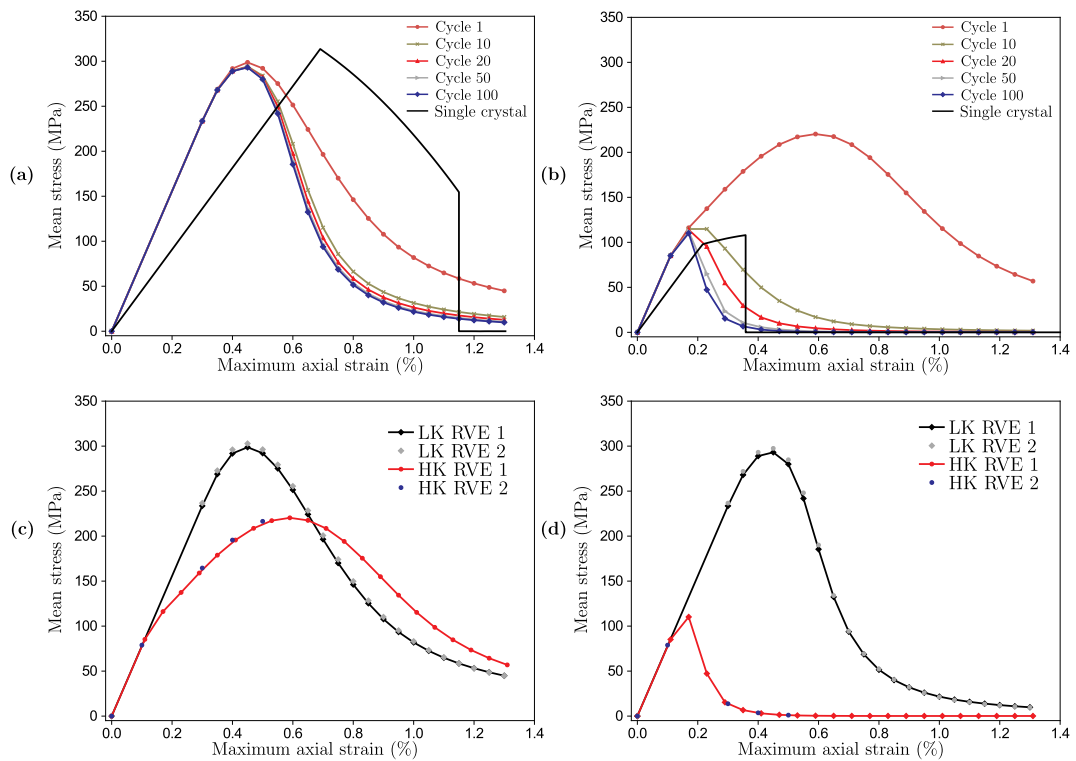 (a)
Mean stress (MPa)
350
300
250
200
150
100
50
0
0.0 0.2 0.4 0.6 0.8 1.0 1.2 1.4
Maximum axial strain (%)
Cycle 1
Cycle 10
Cycle 20
Cycle 50
Cycle 100
Single crystal
(b)
Mean stress (MPa)
350
300
250
200
150
100
50
0
0.0 0.2 0.4 0.6 0.8 1.0 1.2 1.4
Maximum axial strain (%)
Cycle 1
Cycle 10
Cycle 20
Cycle 50
Cycle 100
Single crystal
(c)
Mean stress (MPa)
350
300
250
200
150
100
50
0
0.0 0.2 0.4 0.6 0.8 1.0 1.2 1.4
Maximum axial strain (%)
LK RVE 1
LK RVE 2
HK RVE 1
HK RVE 2
(d)
Mean stress (MPa)
350
300
250
200
150
100
50
0
0.0 0.2 0.4 0.6 0.8 1.0 1.2 1.4
Maximum axial strain (%)
LK RVE 1
LK RVE 2
HK RVE 1
HK RVE 2